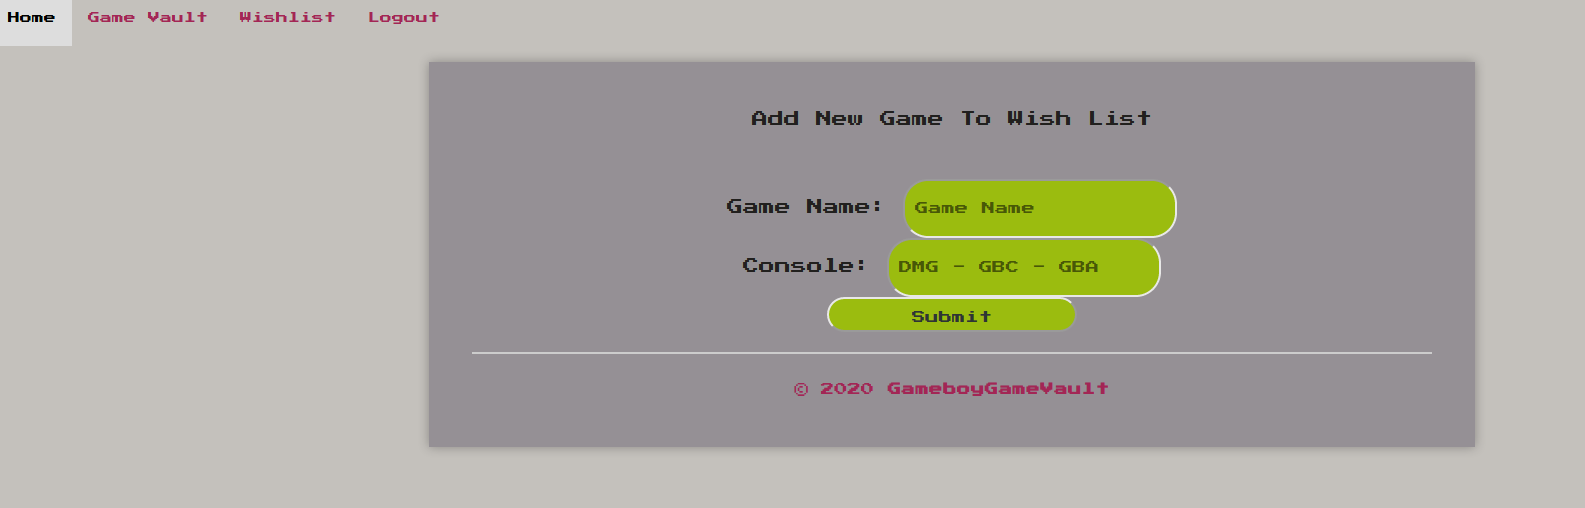 Home Game Vault Wishlist Logout
Add New Game To Wish List
Game Name: Game Name
Console: DMG - GBC - GBA
Submit
© 2020 GameboyGameVault